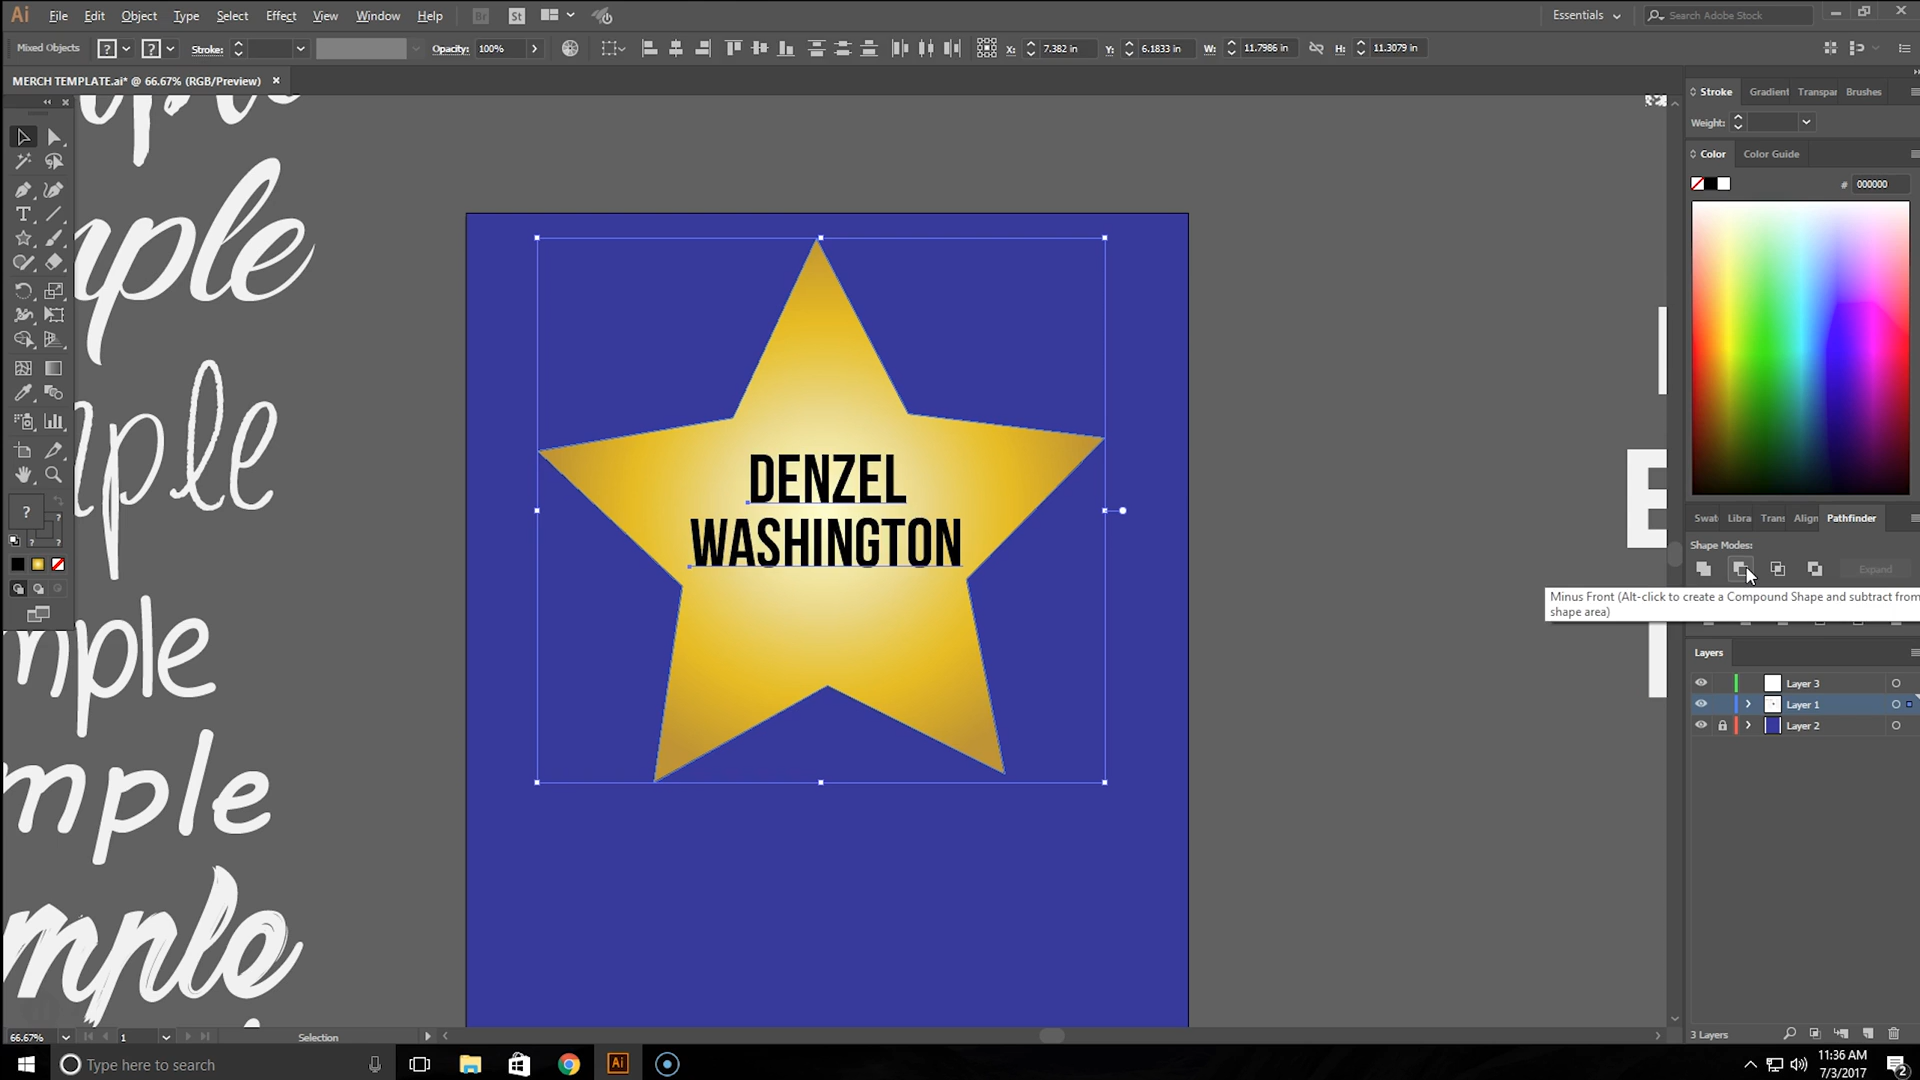 Ai File Edit Object Type Select Effect View Window Help Br St Essentials Search Adobe Stock
Mixed Objects ? ? Stroke: Opacity: 100% X: 7.382 in Y: 6.1833 in W: 11.7986 in H: 11.3079 in
MERCH TEMPLATE.ai* @ 66.67% (RGB/Preview) ×
Stroke Gradient Transpar Brushes
Weight:
Color Color Guide
# 000000
mple
mple
mple
mple
mple
DENZEL
WASHINGTON
E
?
?
?
Swat Libra Trans Align Pathfinder
Shape Modes:
Expand
Minus Front (Alt-click to create a Compound Shape and subtract from
shape area)
Layers
Layer 3
Layer 1
Layer 2
3 Layers
66.67% 1 Selection
Type here to search
Ai
11:36 AM
7/3/2017
2